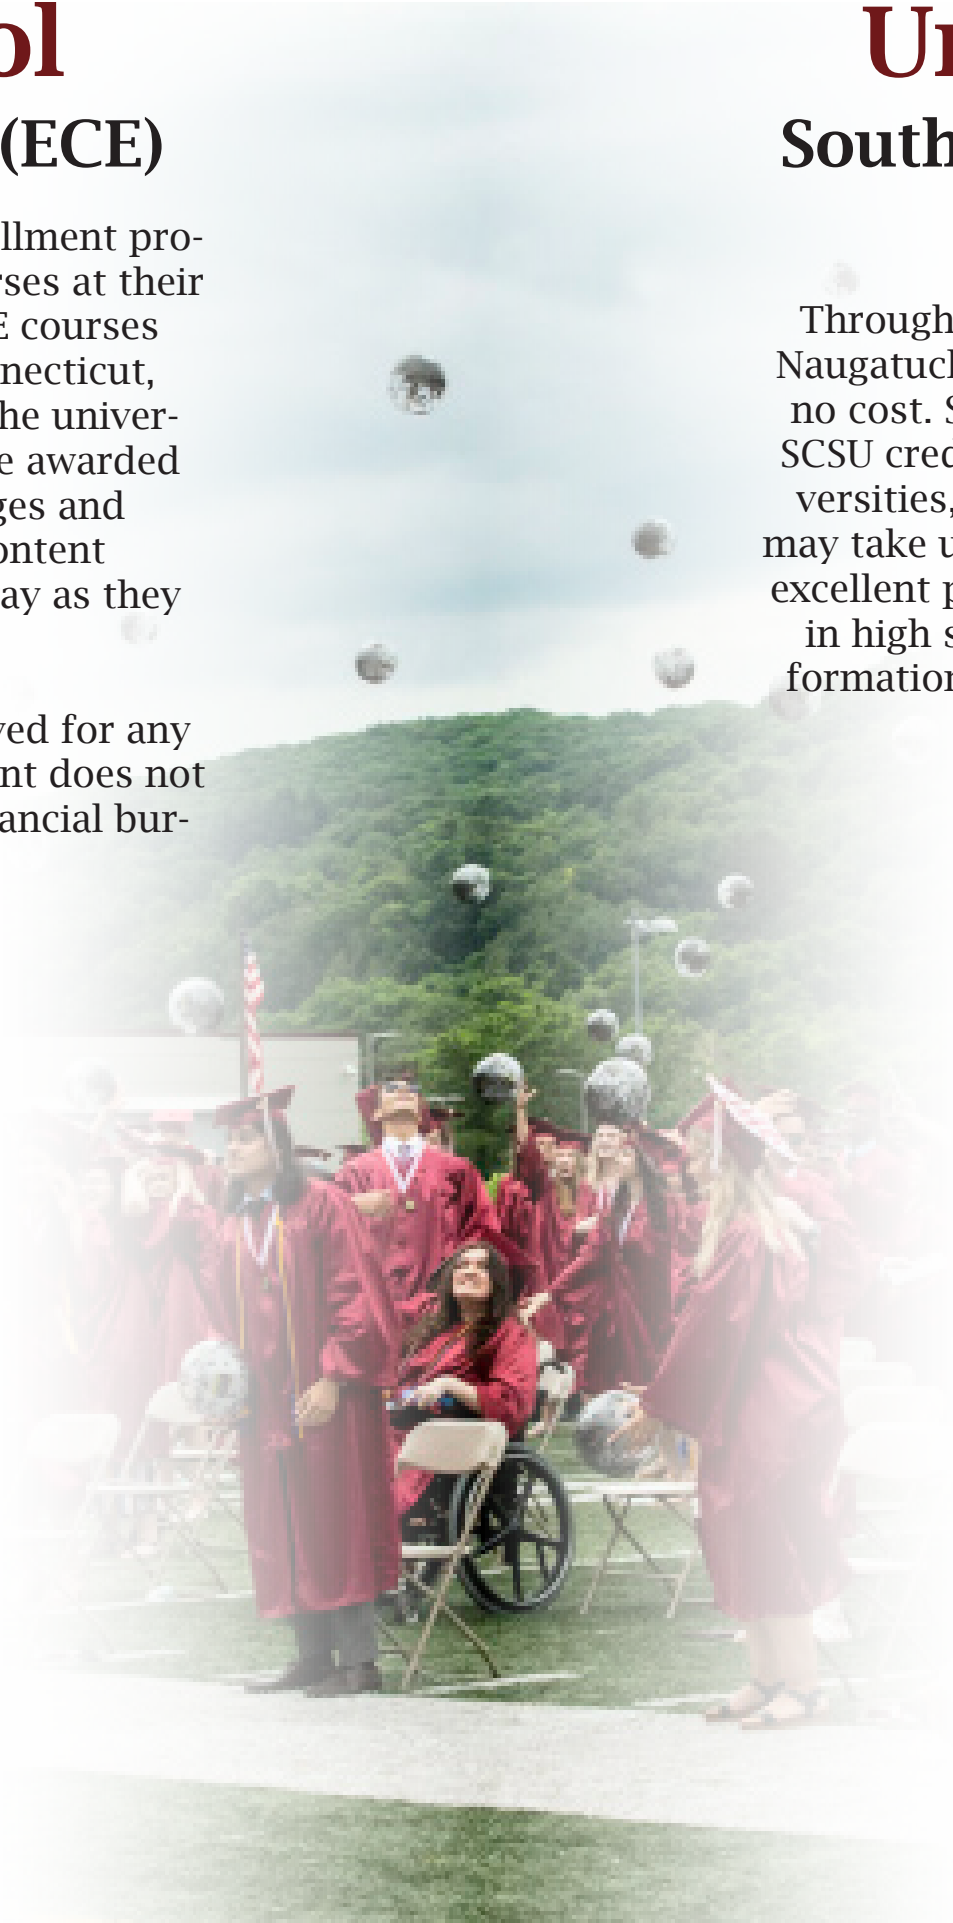 ol
(ECE)
llment pro-
rses at their
E courses
necticut,
he univer-
e awarded
ges and
ontent
ay as they
ved for any
nt does not
ancial bur-
Un
South
Through
Naugatuck
no cost. S
SCSU cred
versities,
may take u
excellent p
in high s
formation